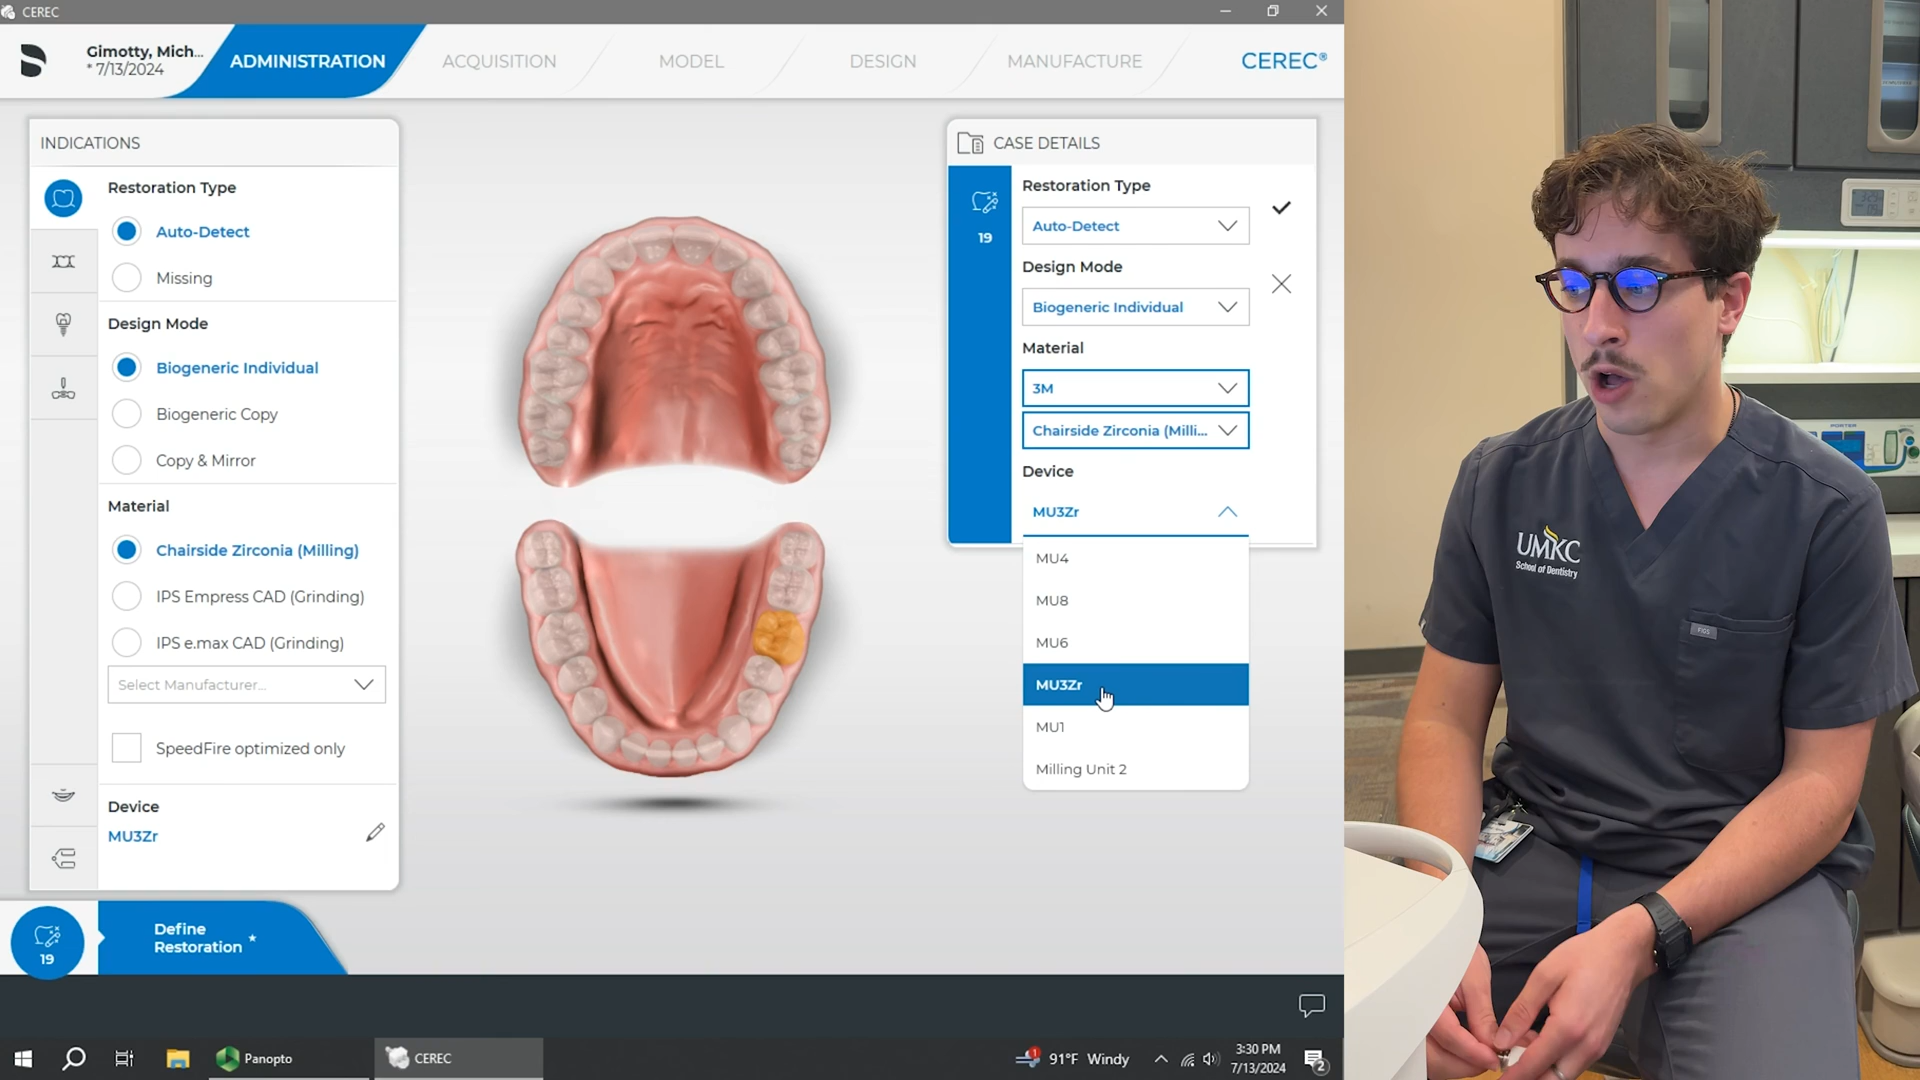 CEREC
Gimotty, Mich...
* 7/13/2024
ADMINISTRATION
ACQUISITION
MODEL
DESIGN
MANUFACTURE
CEREC®
INDICATIONS
Restoration Type
Auto-Detect
Missing
Design Mode
Biogeneric Individual
Biogeneric Copy
Copy & Mirror
Material
Chairside Zirconia (Milling)
IPS Empress CAD (Grinding)
IPS e.max CAD (Grinding)
Select Manufacturer...
SpeedFire optimized only
Device
MU3Zr
CASE DETAILS
19
Restoration Type
Auto-Detect
Design Mode
Biogeneric Individual
Material
3M
Chairside Zirconia (Milli...
Device
MU3Zr
MU4
MU8
MU6
MU3Zr
MU1
Milling Unit 2
19
Define
Restoration *
Panopto
CEREC
1
91°F Windy
3:30 PM
7/13/2024
2
UMKC
School of Dentistry
FIGS
PORTER